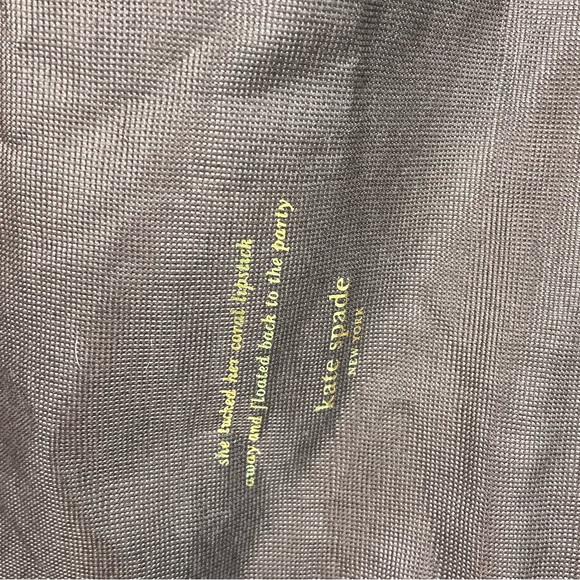 she tucked her coral lipstick
away and floated back to the party
kate spade
NEW YORK